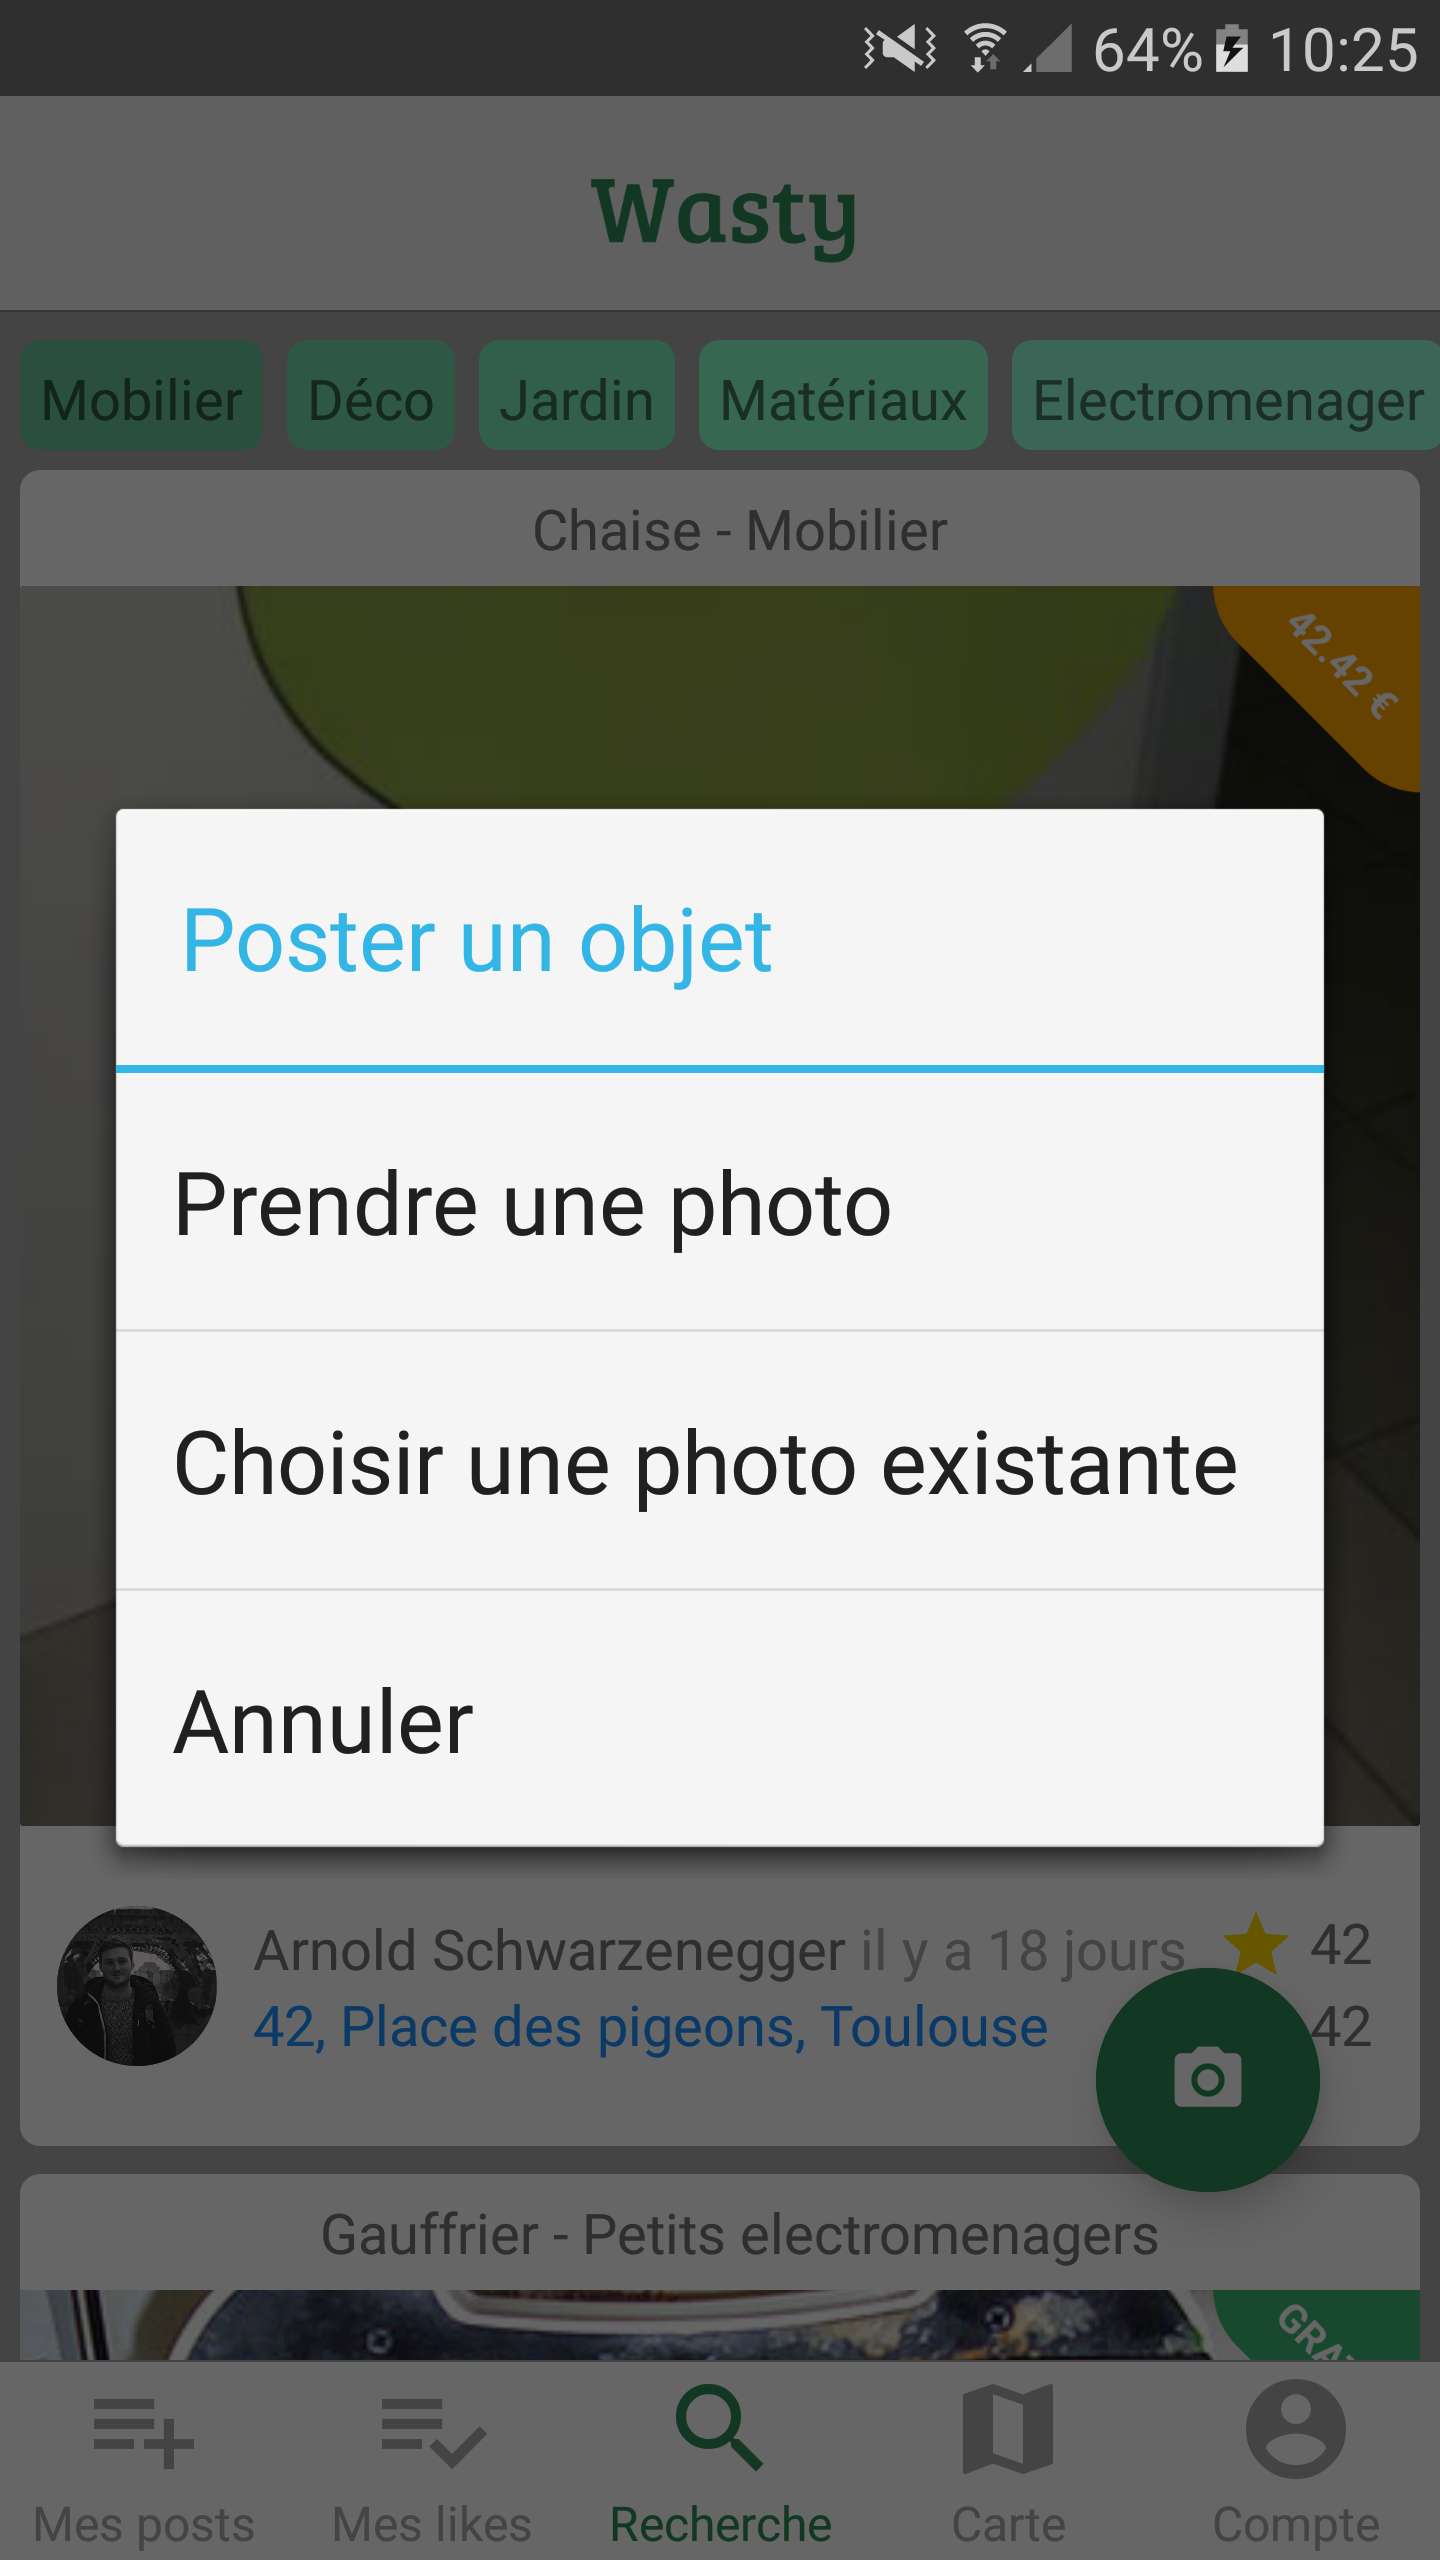 64% 10:25
Wasty
Mobilier Déco Jardin Matériaux Electromenager
Chaise - Mobilier
42.42 €
Poster un objet
Prendre une photo
Choisir une photo existante
Annuler
Arnold Schwarzenegger il y a 18 jours 42
42, Place des pigeons, Toulouse 42
Gauffrier - Petits electromenagers
Mes posts Mes likes Recherche Carte Compte